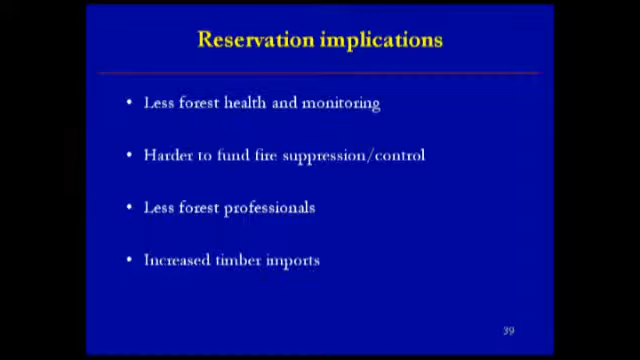 Reservation implications
• Less forest health and monitoring
• Harder to fund fire suppression/control
• Less forest professionals
• Increased timber imports
39